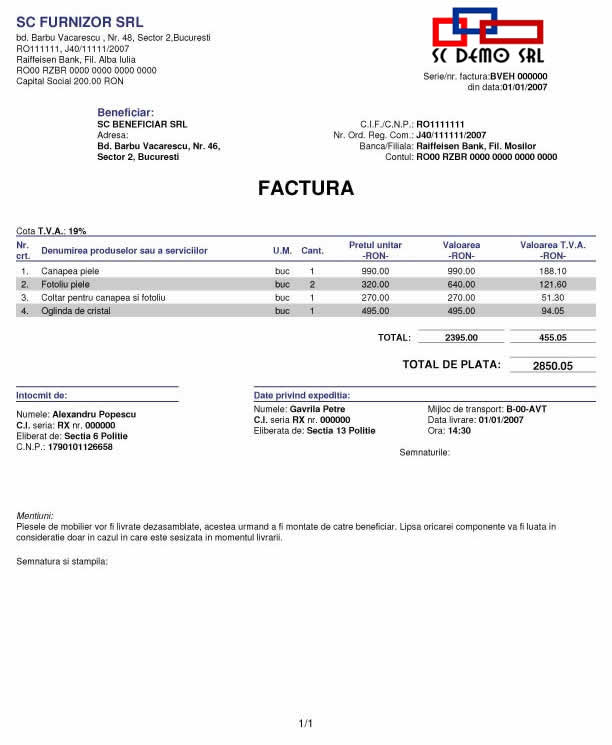 SC FURNIZOR SRL
bd. Barbu Vacarescu , Nr. 48, Sector 2,Bucuresti
RO111111, J40/11111/2007
Raiffeisen Bank, Fil. Alba Iulia
RO00 RZBR 0000 0000 0000 0000
Capital Social 200.00 RON
SC DEMO SRL
Serie/nr. factura:BVEH 000000
din data:01/01/2007
Beneficiar:
SC BENEFICIAR SRL
Adresa:
Bd. Barbu Vacarescu, Nr. 46,
Sector 2, Bucuresti
C.I.F./C.N.P.: RO1111111
Nr. Ord. Reg. Com.: J40/111111/2007
Banca/Filiala: Raiffeisen Bank, Fil. Mosilor
Contul: RO00 RZBR 0000 0000 0000 0000
FACTURA
Cota T.V.A.: 19%
Nr. crt. Denumirea produselor sau a serviciilor U.M. Cant. Pretul unitar -RON- Valoarea -RON- Valoarea T.V.A. -RON-
1. Canapea piele buc 1 990.00 990.00 188.10
2. Fotoliu piele buc 2 320.00 640.00 121.60
3. Coltar pentru canapea si fotoliu buc 1 270.00 270.00 51.30
4. Oglinda de cristal buc 1 495.00 495.00 94.05
TOTAL: 2395.00 455.05
TOTAL DE PLATA: 2850.05
Intocmit de:
Numele: Alexandru Popescu
C.I. seria: RX nr. 000000
Eliberat de: Sectia 6 Politie
C.N.P.: 1790101126658
Date privind expeditia:
Numele: Gavrila Petre
C.I. seria RX nr. 000000
Eliberata de: Sectia 13 Politie
Mijloc de transport: B-00-AVT
Data livrare: 01/01/2007
Ora: 14:30
Semnaturile:
Mentiuni:
Piesele de mobilier vor fi livrate dezasamblate, acestea urmand a fi montate de catre beneficiar. Lipsa oricarei componente va fi luata in
consideratie doar in cazul in care este sesizata in momentul livrarii.
Semnatura si stampila:
1/1